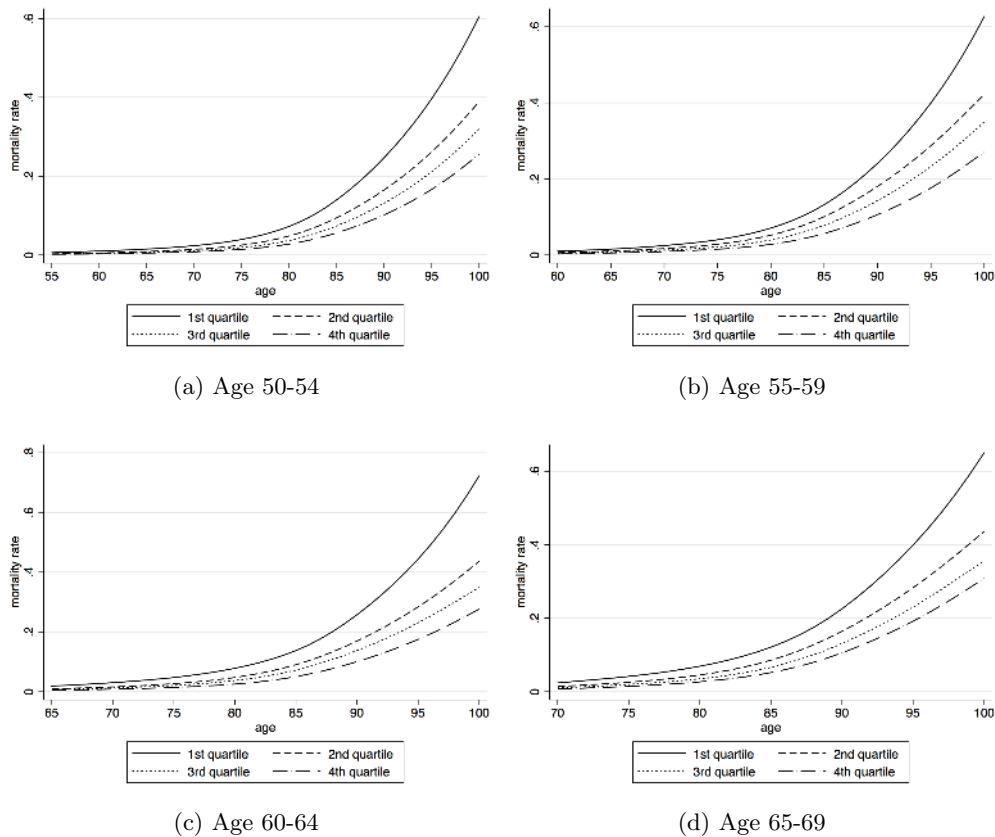 .6
.4
.2
0
mortality rate
55 60 65 70 75 80 85 90 95 100
age
1st quartile 2nd quartile
3rd quartile 4th quartile
(a) Age 50-54
.6
.4
.2
0
mortality rate
60 65 70 75 80 85 90 95 100
age
1st quartile 2nd quartile
3rd quartile 4th quartile
(b) Age 55-59
.8
.6
.4
.2
0
mortality rate
65 70 75 80 85 90 95 100
age
1st quartile 2nd quartile
3rd quartile 4th quartile
(c) Age 60-64
.6
.4
.2
0
mortality rate
70 75 80 85 90 95 100
age
1st quartile 2nd quartile
3rd quartile 4th quartile
(d) Age 65-69